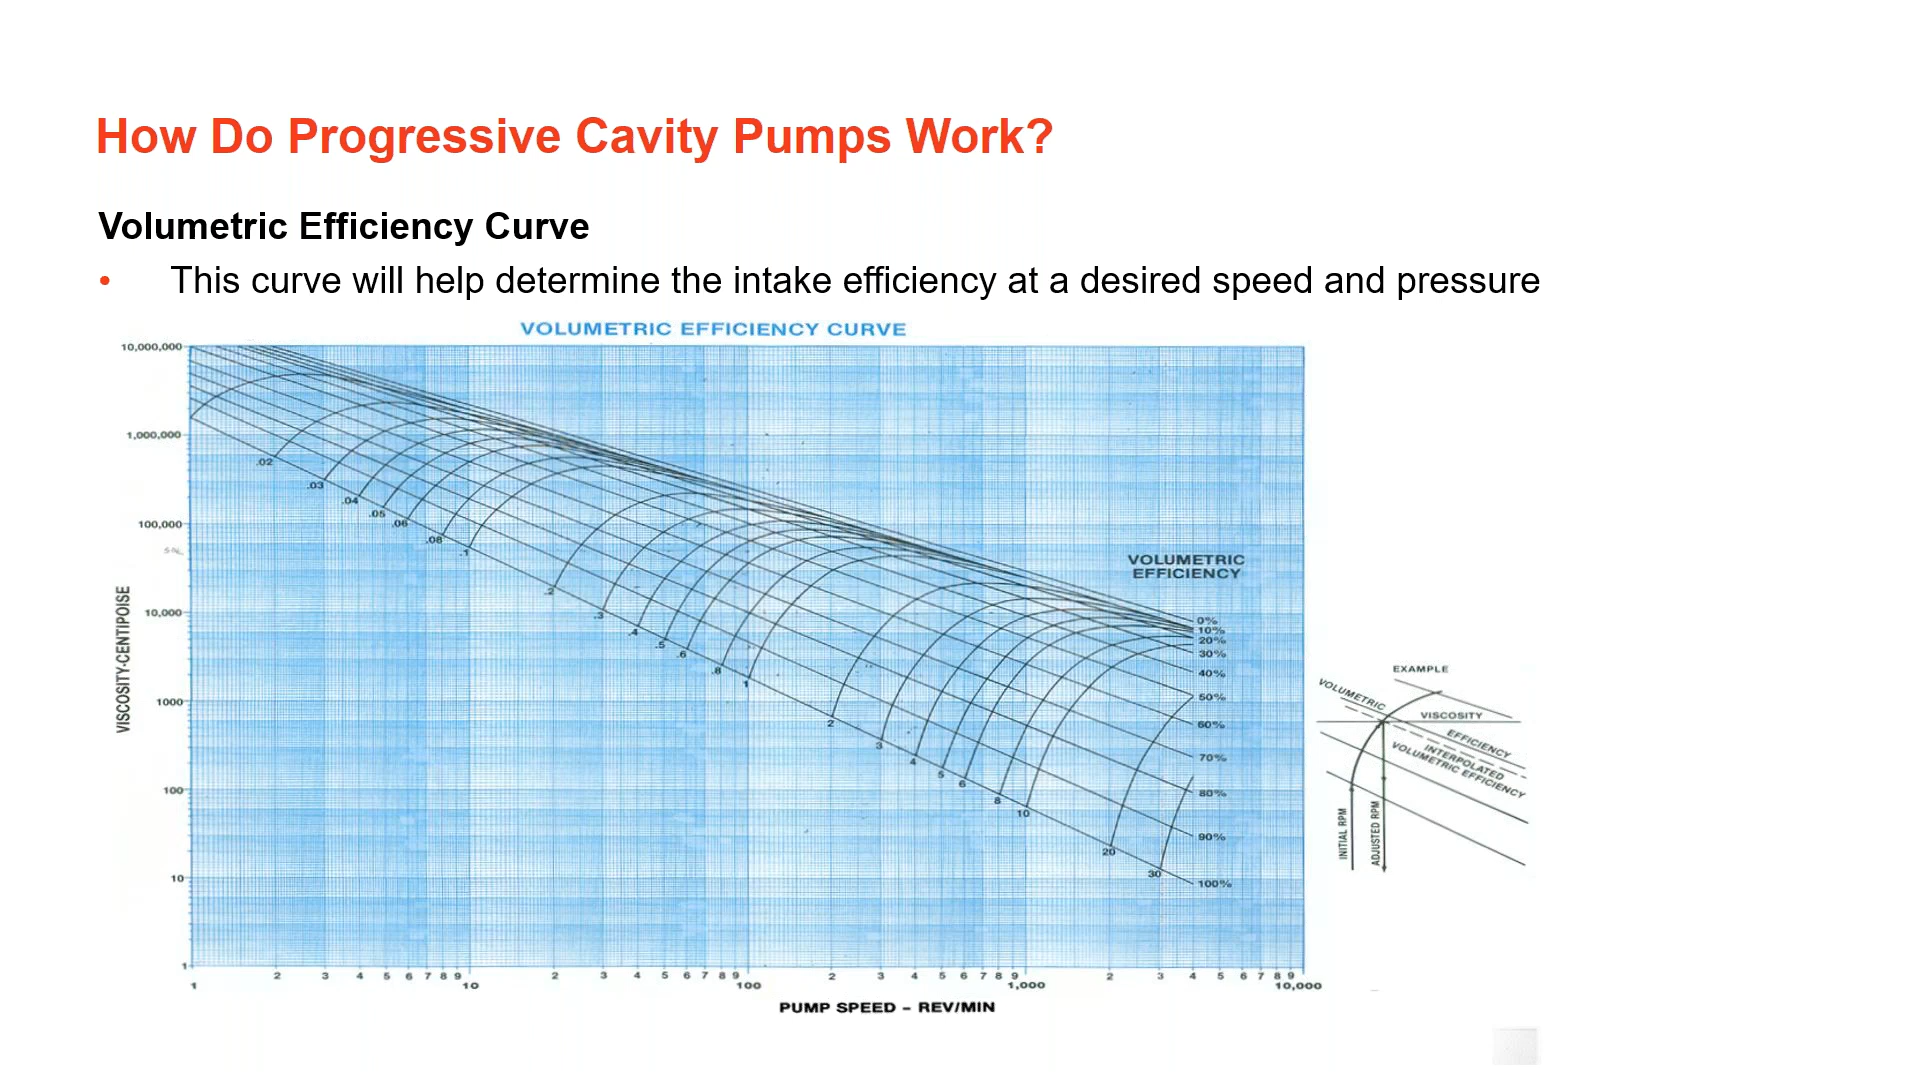 How Do Progressive Cavity Pumps Work?
Volumetric Efficiency Curve
• This curve will help determine the intake efficiency at a desired speed and pressure
VOLUMETRIC EFFICIENCY CURVE
10,000,000
1,000,000
100,000
10,000
1000
100
10
1
VISCOSITY-CENTIPOISE
.02
.03
.04
.05
.06
.08
.1
.2
.3
.4
.5
.6
.8
1
2
3
4
5
6
8
10
20
30
VOLUMETRIC
EFFICIENCY
0%
10%
20%
30%
40%
50%
60%
70%
80%
90%
100%
2 3 4 5 6 7 8 9 2 3 4 5 6 7 8 9 2 3 4 5 6 7 8 9 2 3 4 5 6 7 8 9
1 10 100 1,000 10,000
PUMP SPEED – REV/MIN
EXAMPLE
VOLUMETRIC
VISCOSITY
EFFICIENCY
INTERPOLATED
VOLUMETRIC EFFICIENCY
INITIAL RPM
ADJUSTED RPM